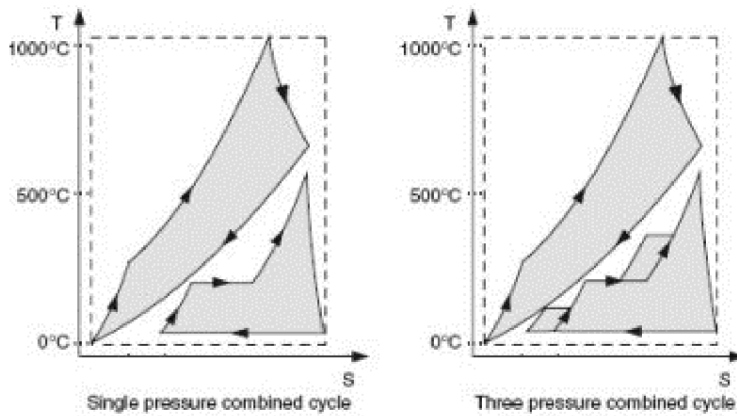 T
1000°C
500°C
0°C
S
Single pressure combined cycle
T
1000°C
500°C
0°C
S
Three pressure combined cycle